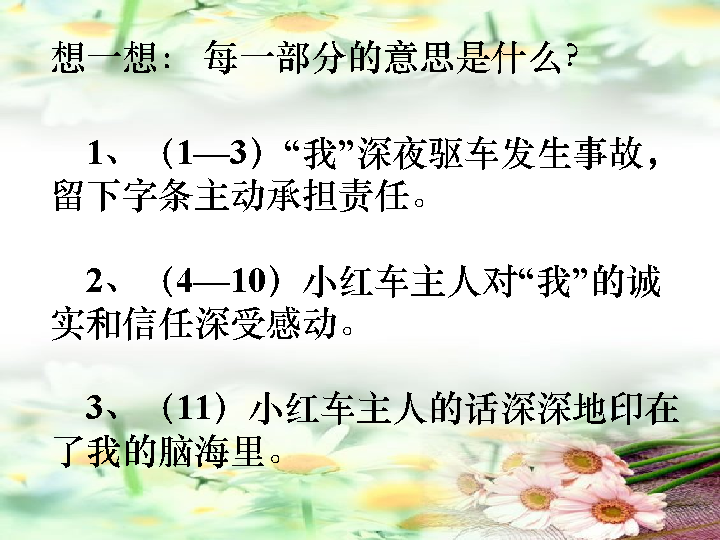 想一想： 每一部分的意思是什么?
1、（1—3）“我”深夜驱车发生事故，
留下字条主动承担责任。
2、（4—10）小红车主人对“我”的诚
实和信任深受感动。
3、（11）小红车主人的话深深地印在
了我的脑海里。